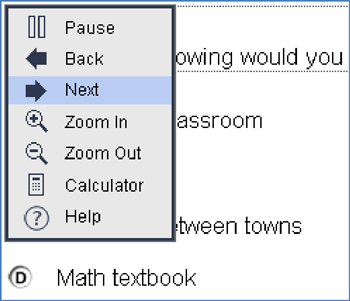 Pause
Back
owing would you
Next
Zoom In
assroom
Zoom Out
Calculator
Help
etween towns
D Math textbook